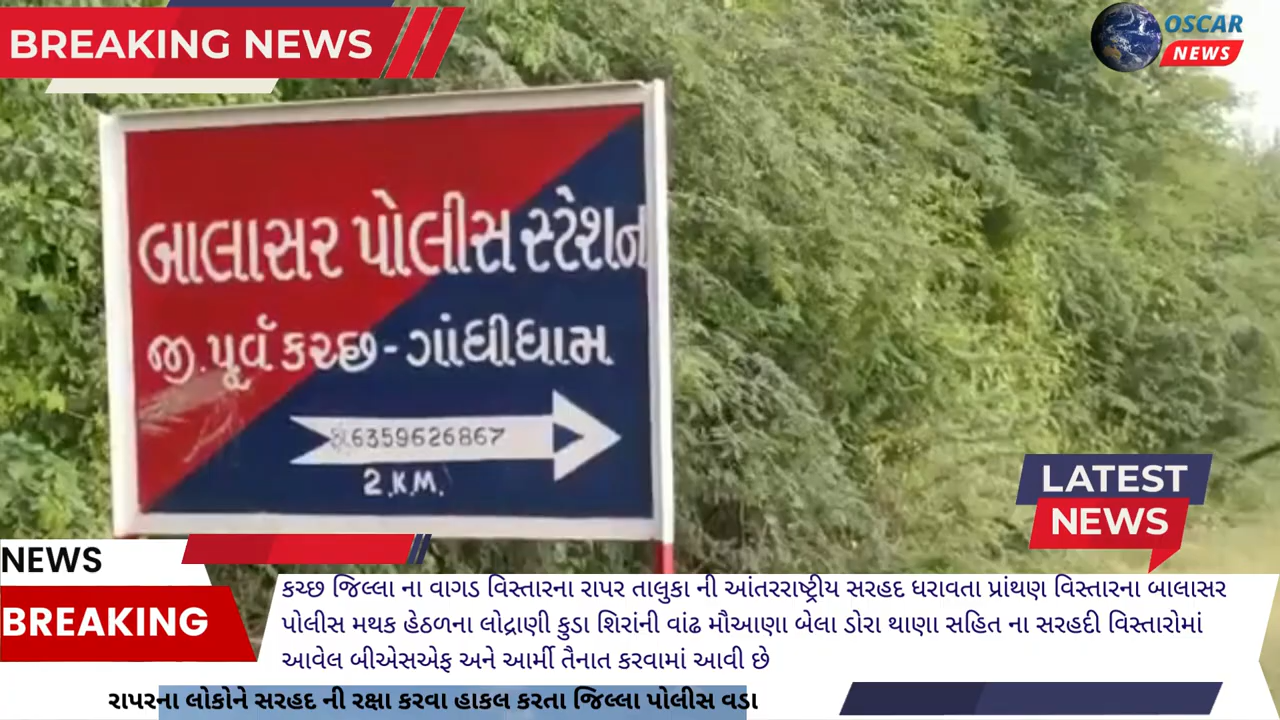 BREAKING NEWS
OSCAR
NEWS
બાલાસર પોલીસ સ્ટેશન
જી. પૂર્વ કચ્છ - ગાંધીધામ
6359626867
2.K.M.
LATEST
NEWS
NEWS
BREAKING
કચ્છ જિલ્લા ના વાગડ વિસ્તારના રાપર તાલુકા ની આંતરરાષ્ટ્રીય સરહદ ધરાવતા પ્રાંથણ વિસ્તારના બાલાસર
પોલીસ મથક હેઠળના લોદ્રાણી કુડા શિરાંની વાંઢ મૌઆણા બેલા ડોરા થાણા સહિત ના સરહદી વિસ્તારોમાં
આવેલ બીએસએફ અને આર્મી તૈનાત કરવામાં આવી છે
રાપરના લોકોને સરહદ ની રક્ષા કરવા હાકલ કરતા જિલ્લા પોલીસ વડા